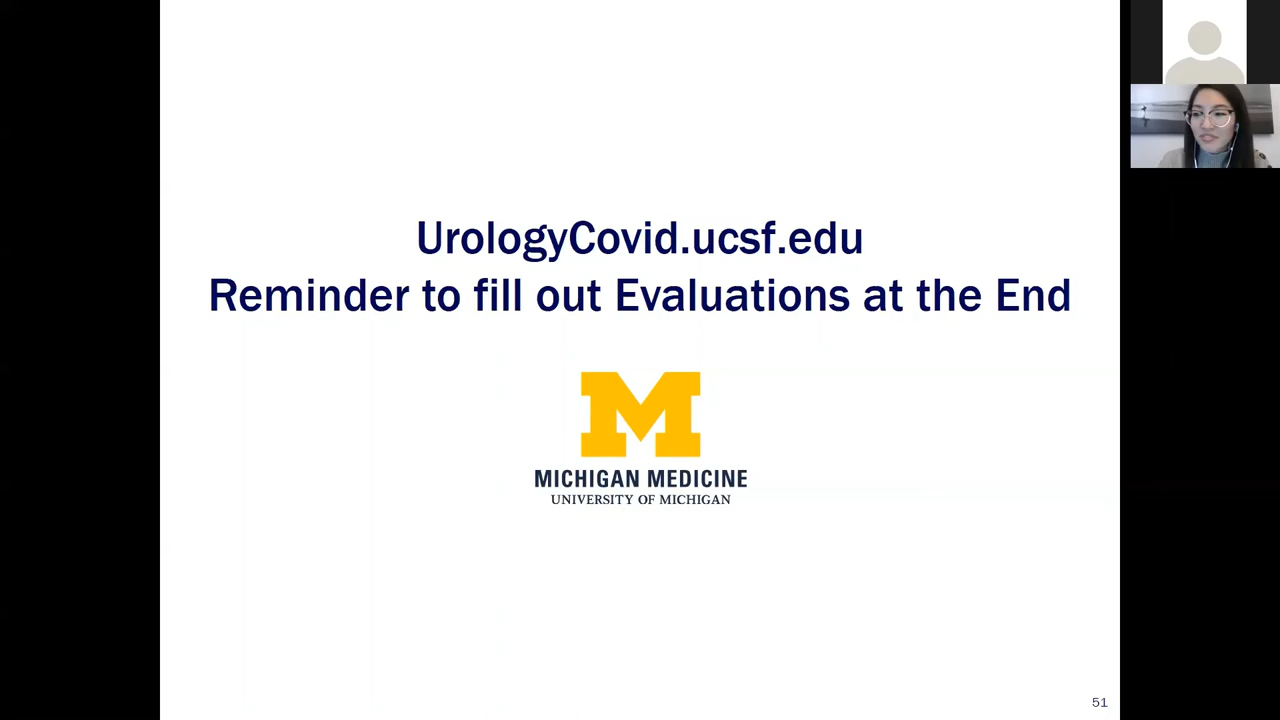 UrologyCovid.ucsf.edu
Reminder to fill out Evaluations at the End
M
MICHIGAN MEDICINE
UNIVERSITY OF MICHIGAN
51